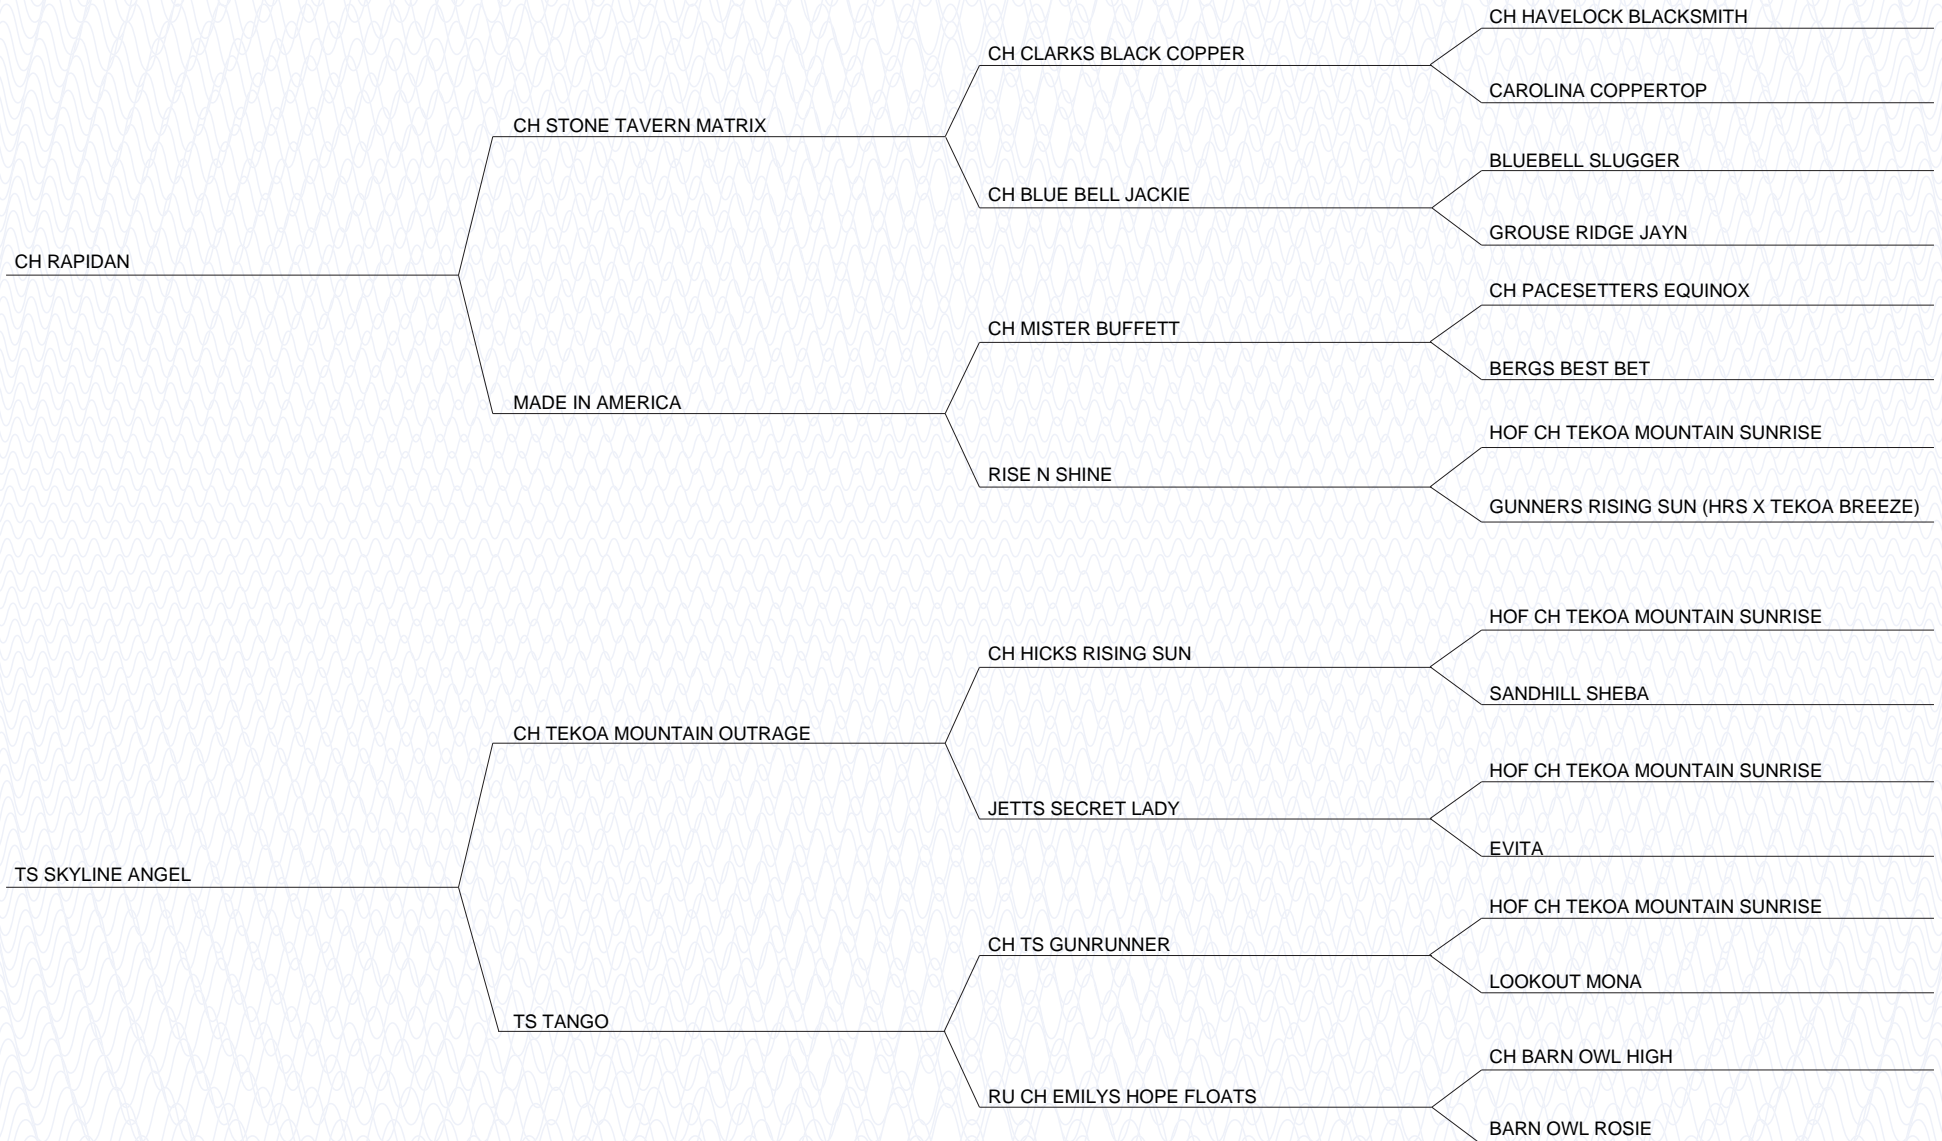 CH HAVELOCK BLACKSMITH
CH CLARKS BLACK COPPER
CAROLINA COPPERTOP
CH STONE TAVERN MATRIX
BLUEBELL SLUGGER
CH BLUE BELL JACKIE
GROUSE RIDGE JAYN
CH RAPIDAN
CH PACESETTERS EQUINOX
CH MISTER BUFFETT
BERGS BEST BET
MADE IN AMERICA
HOF CH TEKOA MOUNTAIN SUNRISE
RISE N SHINE
GUNNERS RISING SUN (HRS X TEKOA BREEZE)
HOF CH TEKOA MOUNTAIN SUNRISE
CH HICKS RISING SUN
SANDHILL SHEBA
CH TEKOA MOUNTAIN OUTRAGE
HOF CH TEKOA MOUNTAIN SUNRISE
JETTS SECRET LADY
EVITA
TS SKYLINE ANGEL
HOF CH TEKOA MOUNTAIN SUNRISE
CH TS GUNRUNNER
LOOKOUT MONA
TS TANGO
CH BARN OWL HIGH
RU CH EMILYS HOPE FLOATS
BARN OWL ROSIE